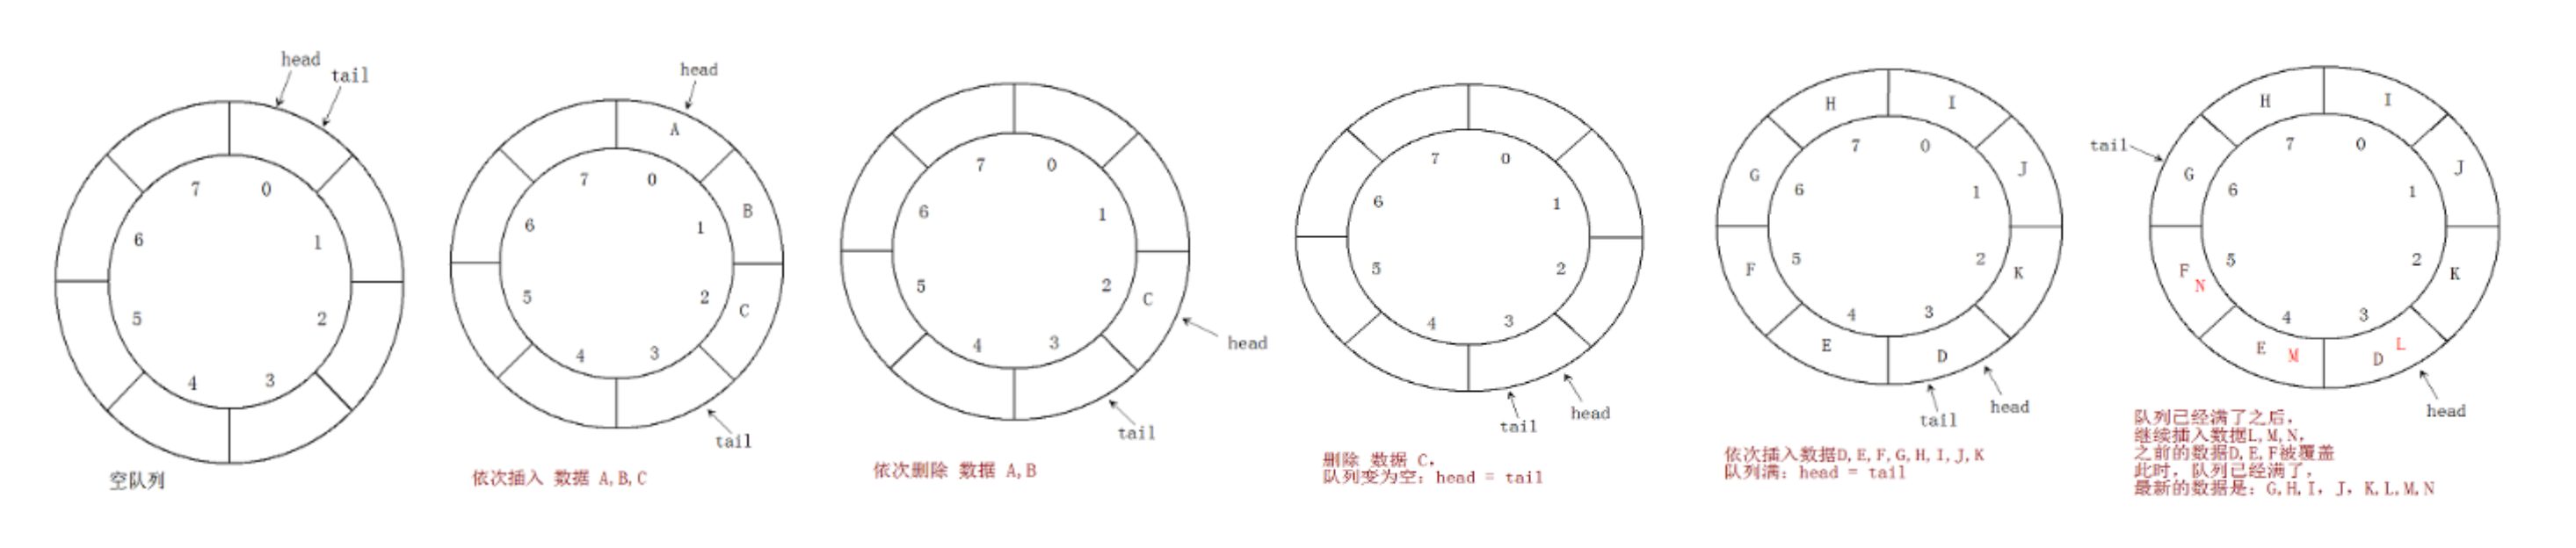 head
tail
7 0
6 1
5 2
4 3
空队列
head
A
B
C
7 0
6 1
5 2
4 3
tail
依次插入 数据 A,B,C
7 0
6 1
5 2
4 3
C
head
tail
依次删除 数据 A,B
7 0
6 1
5 2
4 3
head
tail
删除 数据 C,
队列变为空: head = tail
H I
G J
F K
E D
7 0
6 1
5 2
4 3
head
tail
依次插入数据D,E,F,G,H,I,J,K
队列满: head = tail
H I
tail
G J
F N K
E M D L
7 0
6 1
5 2
4 3
head
队列已经满了之后,
继续插入数据L,M,N,
之前的数据D,E,F被覆盖
此时, 队列已经满了,
最新的数据是: G,H,I, J, K,L,M,N